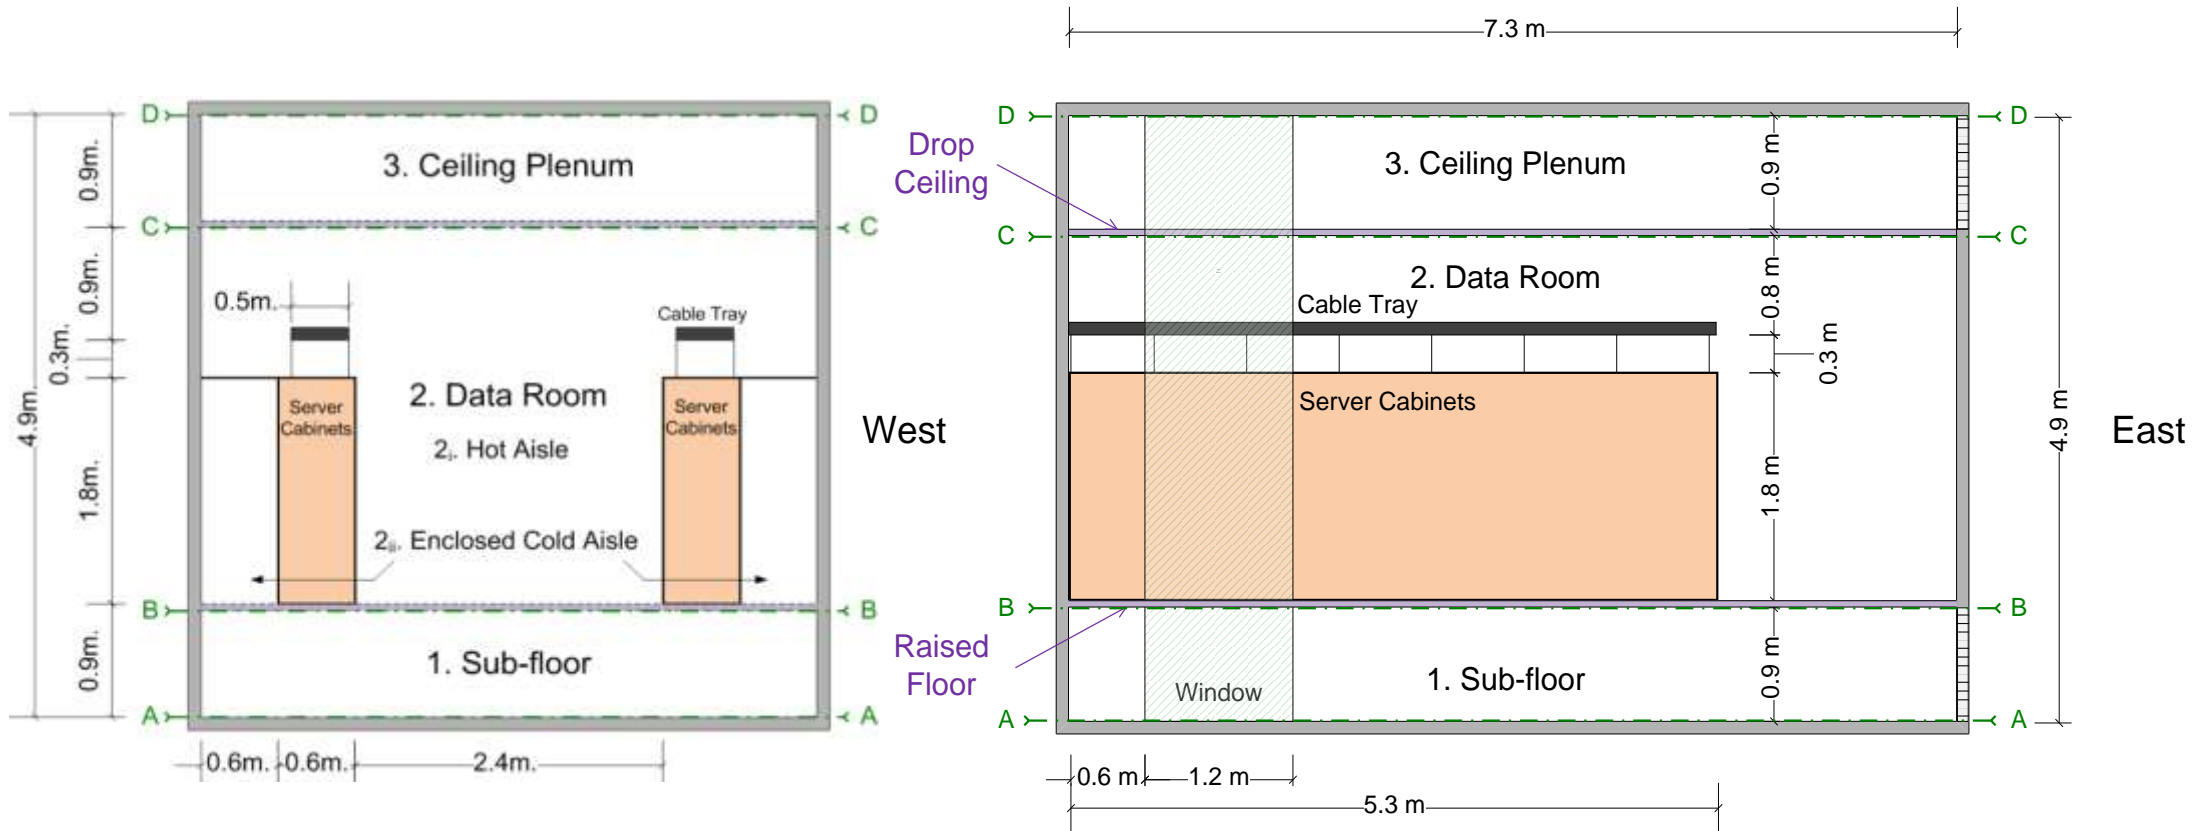 7.3 m
D
D
0.9m.
3. Ceiling Plenum
C
C
0.9m.
0.5m.
Cable Tray
0.3m.
4.9m.
2. Data Room
Server
Cabinets
Server
Cabinets
2i. Hot Aisle
1.8m.
2ii. Enclosed Cold Aisle
B
B
0.9m.
1. Sub-floor
A
A
0.6m.
0.6m.
2.4m.
West
Drop
Ceiling
Raised
Floor
D
D
3. Ceiling Plenum
0.9 m
C
C
2. Data Room
0.8 m
Cable Tray
0.3 m
Server Cabinets
4.9 m
East
1.8 m
B
B
1. Sub-floor
0.9 m
Window
A
A
0.6 m
1.2 m
5.3 m